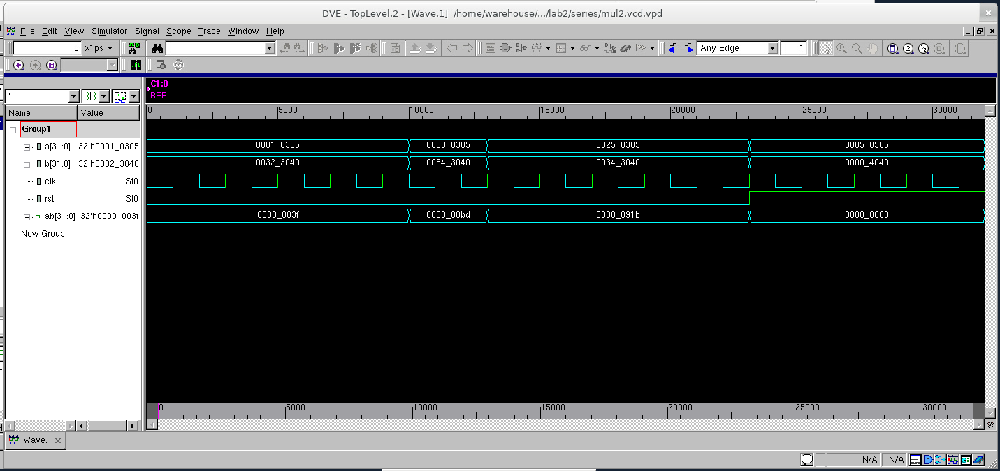 DVE - TopLevel.2 - [Wave.1] /home/warehouse/.../lab2/series/mul2.vcd.vpd
File Edit View Simulator Signal Scope Trace Window Help
0 x1ps Any Edge 1
C1:0
REF
*
Name Value
0 5000 10000 15000 20000 25000 30000
Group1
a[31:0] 32'h0001_0305 0001_0305 0003_0305 0025_0305 0005_0505
b[31:0] 32'h0032_3040 0032_3040 0054_3040 0034_3040 0000_4040
clk St0
rst St0
ab[31:0] 32'h0000_003f 0000_003f 0000_00bd 0000_091b 0000_0000
New Group
0 5000 10000 15000 20000 25000 30000
Wave.1
N/A N/A